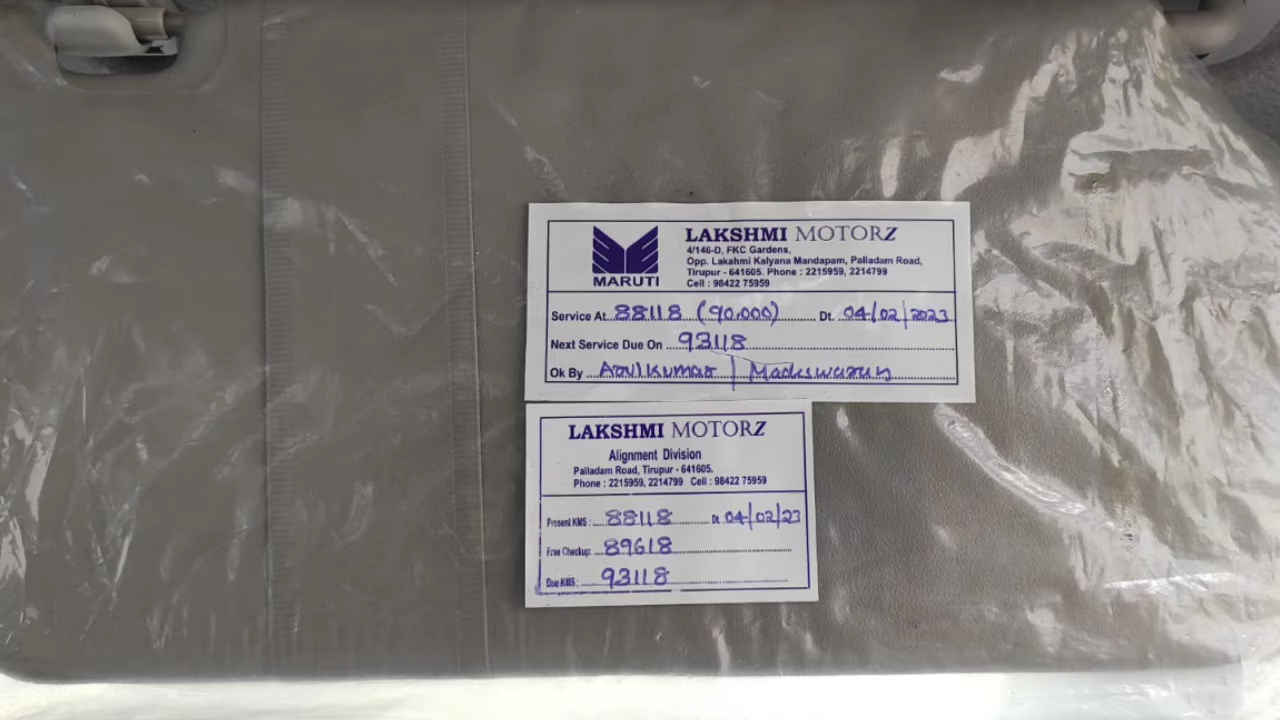 MARUTI
LAKSHMI MOTORZ
4/146-D, FKC Gardens,
Opp. Lakahmi Kalyana Mandapam, Palladam Road,
Tirupur - 641605. Phone : 2215959, 2214799
Cell : 98422 75959
Service At 88118 (90,000) Dt. 04/02/2023
Next Service Due On 93118
Ok By Arulkumar / Madeswaran
LAKSHMI MOTORZ
Alignment Division
Palladam Road, Tirupur - 641605.
Phone : 2215959, 2214799 Cell : 98422 75959
Present KMS : 88118 Dt 04/02/23
Free Checkup: 89618
Due KMS : 93118